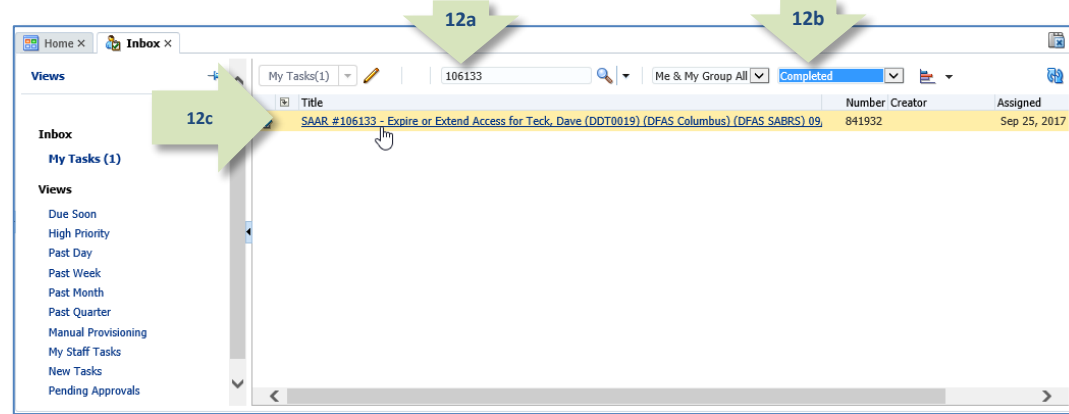 12a
12b
Home
Inbox
Views
My Tasks(1)
106133
Me & My Group All
Completed
Title
Number
Creator
Assigned
12c
SAAR #106133 - Expire or Extend Access for Teck, Dave (DDT0019) (DFAS Columbus) (DFAS SABRS) 09/
841932
Sep 25, 2017
Inbox
My Tasks (1)
Views
Due Soon
High Priority
Past Day
Past Week
Past Month
Past Quarter
Manual Provisioning
My Staff Tasks
New Tasks
Pending Approvals